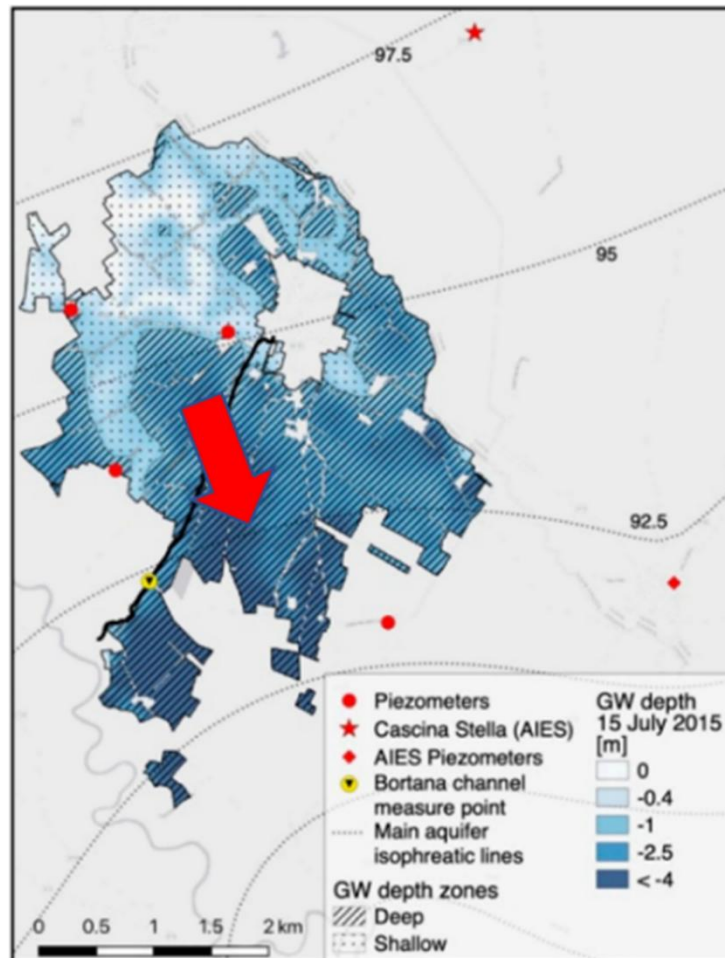 97.5
95
92.5
Piezometers
Cascina Stella (AIES)
AIES Piezometers
Bortana channel
measure point
Main aquifer
isophreatic lines
GW depth zones
Deep
Shallow
GW depth
15 July 2015
[m]
0
-0.4
-1
-2.5
< -4
0 0.5 1 1.5 2 km